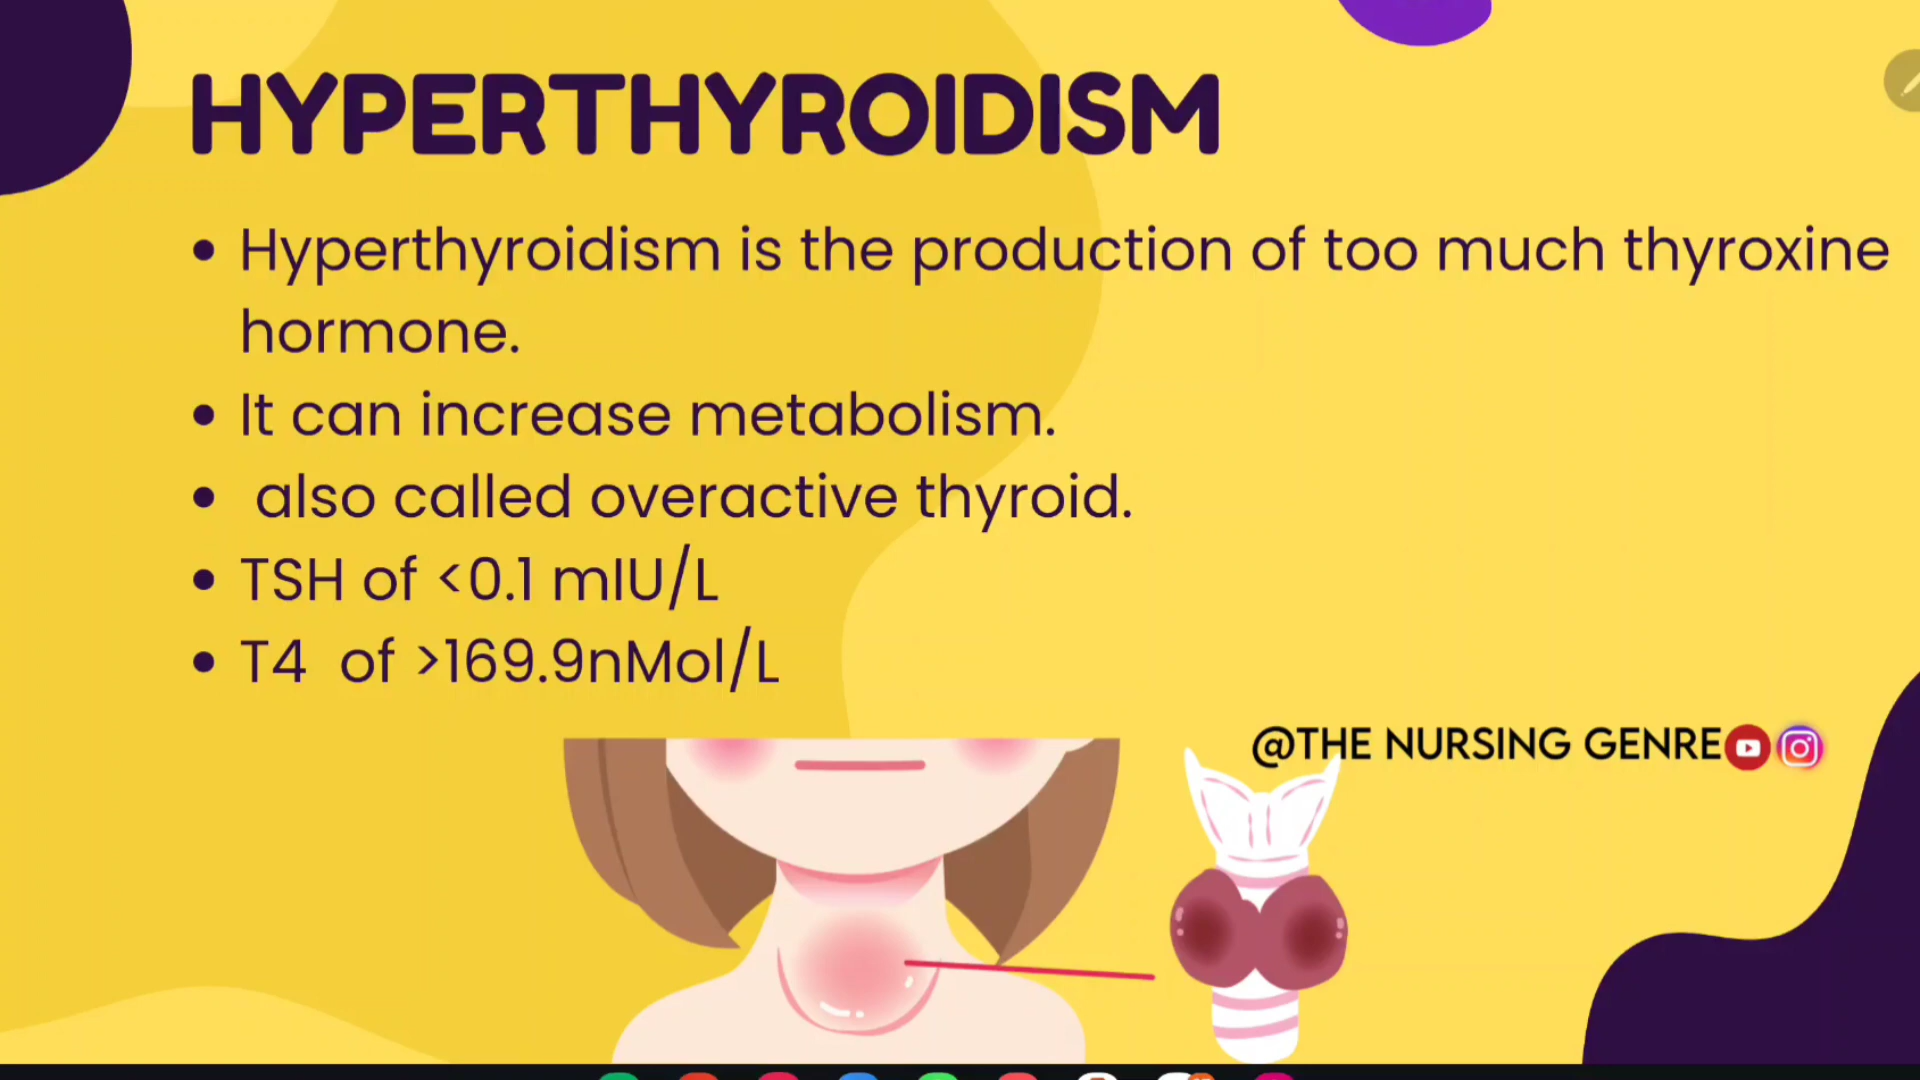 HYPERTHYROIDISM
• Hyperthyroidism is the production of too much thyroxine
hormone.
• It can increase metabolism.
• also called overactive thyroid.
• TSH of <0.1 mIU/L
• T4 of >169.9nMol/L
@THE NURSING GENRE